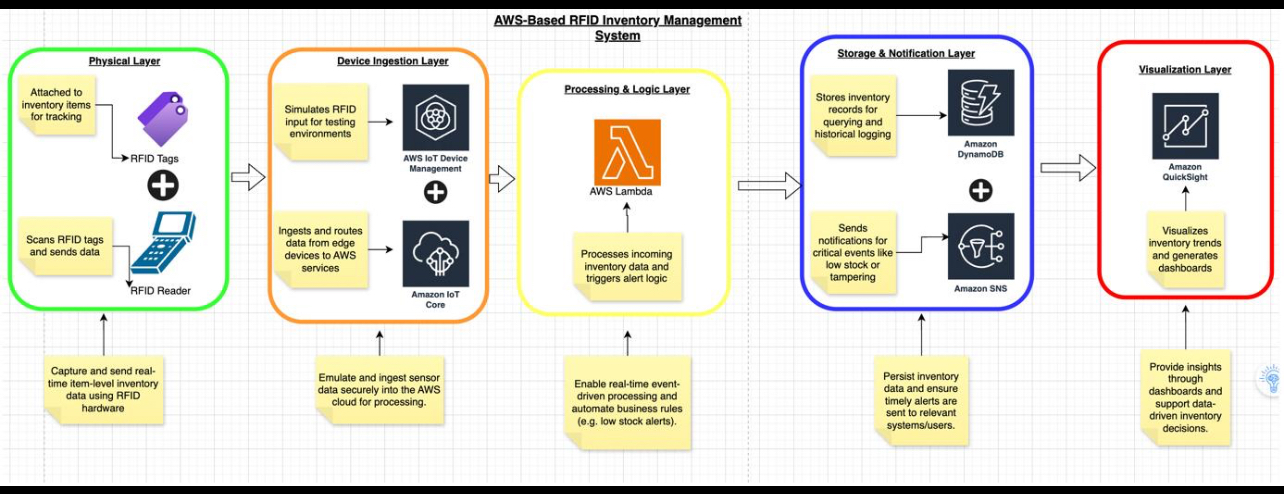 AWS-Based RFID Inventory Management
System
Physical Layer
Attached to
inventory items
for tracking
RFID Tags
Scans RFID tags
and sends data
RFID Reader
Capture and send real-
time item-level inventory
data using RFID
hardware
Device Ingestion Layer
Simulates RFID
input for testing
environments
AWS IoT Device
Management
Ingests and routes
data from edge
devices to AWS
services
Amazon IoT
Core
Emulate and ingest sensor
data securely into the AWS
cloud for processing.
Processing & Logic Layer
AWS Lambda
Processes incoming
inventory data and
triggers alert logic
Enable real-time event-
driven processing and
automate business rules
(e.g. low stock alerts).
Storage & Notification Layer
Stores inventory
records for
querying and
historical logging
Amazon
DynamoDB
Sends
notifications for
critical events like
low stock or
tampering
Amazon SNS
Persist inventory
data and ensure
timely alerts are
sent to relevant
systems/users.
Visualization Layer
Amazon
QuickSight
Visualizes
inventory trends
and generates
dashboards
Provide insights
through
dashboards and
support data-
driven inventory
decisions.